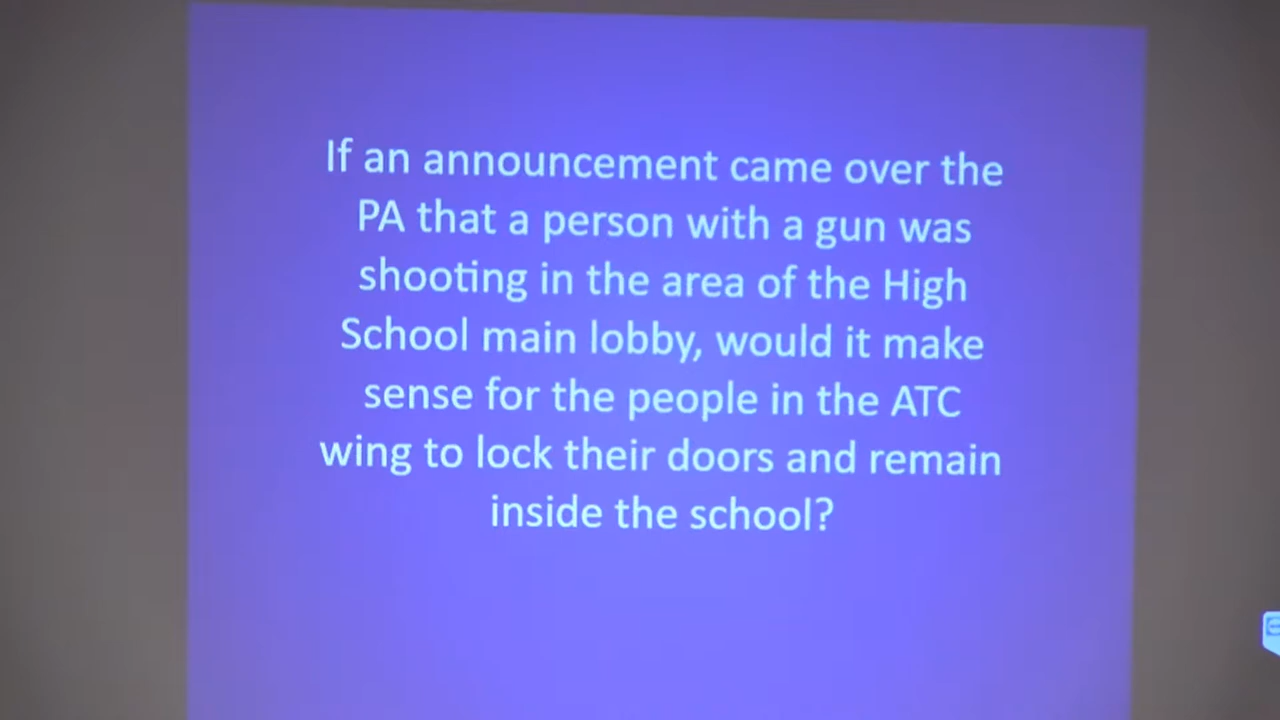 If an announcement came over the
PA that a person with a gun was
shooting in the area of the High
School main lobby, would it make
sense for the people in the ATC
wing to lock their doors and remain
inside the school?